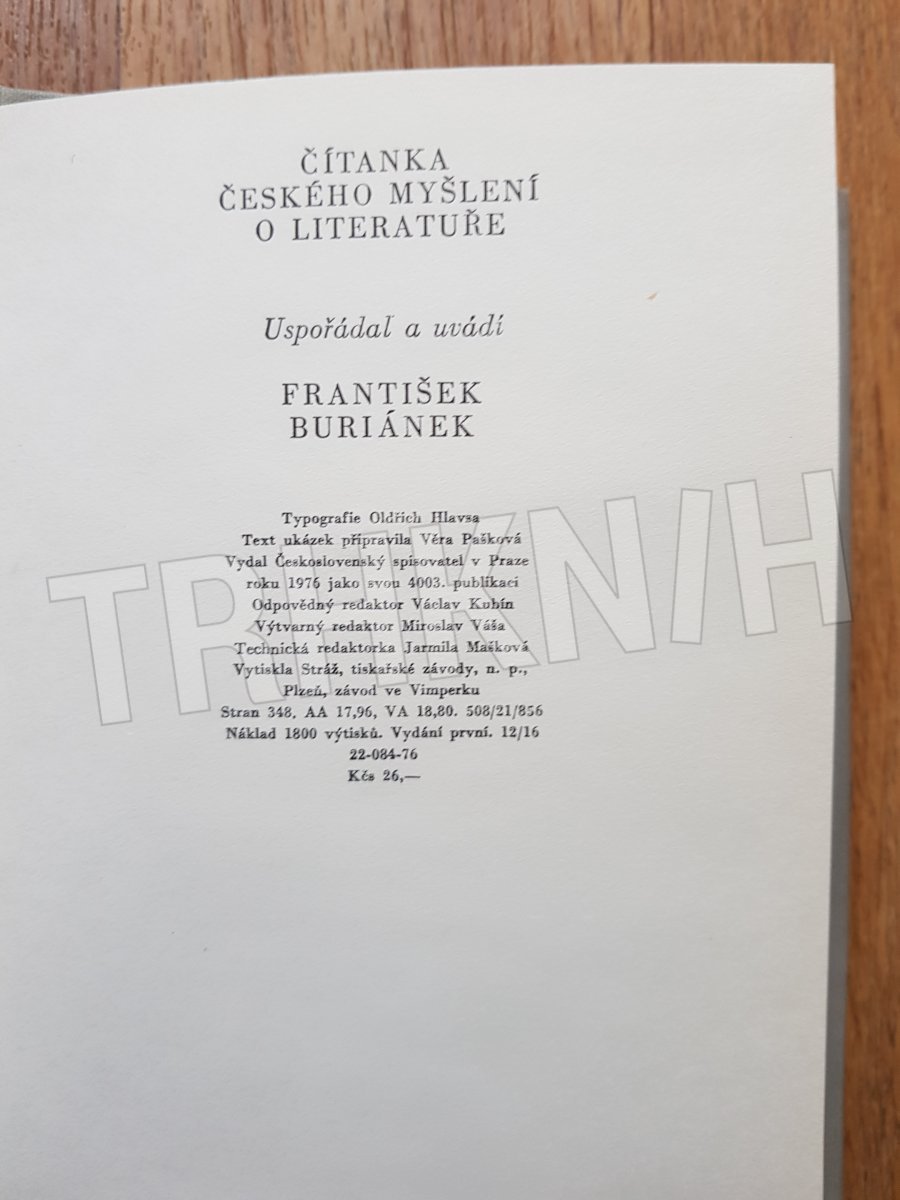 ČÍTANKA
ČESKÉHO MYŠLENÍ
O LITERATUŘE
Uspořádal a uvádí
FRANTIŠEK
BURIÁNEK
Typografie Oldřich Hlavsa
Text ukázek připravila Věra Pašková
Vydal Československý spisovatel v Praze
roku 1976 jako svou 4003. publikaci
Odpovědný redaktor Václav Kubín
Výtvarný redaktor Miroslav Váša
Technická redaktorka Jarmila Mašková
Vytiskla Stráž, tiskařské závody, n. p.,
Plzeň, závod ve Vimperku
Stran 348. AA 17,96, VA 18,80. 508/21/856
Náklad 1800 výtisků. Vydání první. 12/16
22-084-76
Kčs 26,—